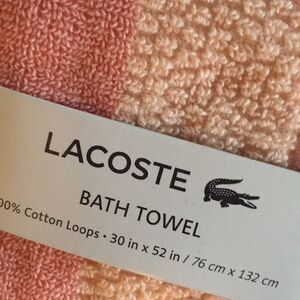 LACOSTE
BATH TOWEL
00% Cotton Loops • 30 in x 52 in / 76 cm x 132 cm